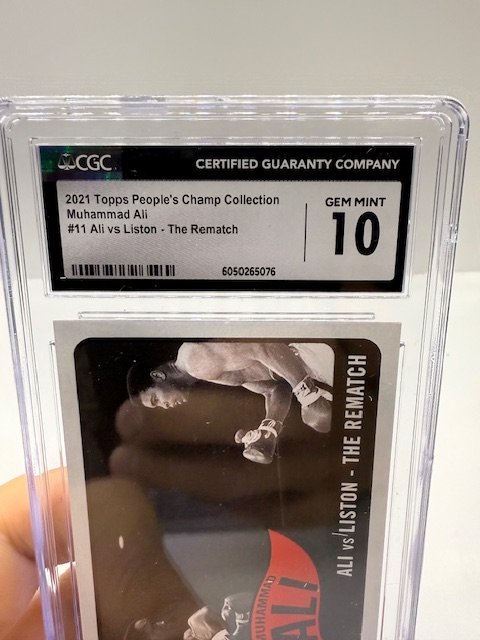 CGC
CERTIFIED GUARANTY COMPANY
2021 Topps People's Champ Collection
Muhammad Ali
#11 Ali vs Liston - The Rematch
GEM MINT
10
6050265076
ALI vs LISTON - THE REMATCH
MUHAMMAD
ALI